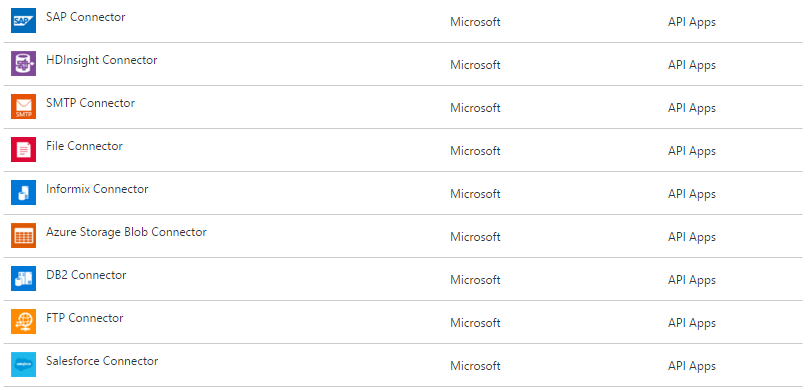 SAP
SAP Connector Microsoft API Apps
HDInsight Connector Microsoft API Apps
SMTP
SMTP Connector Microsoft API Apps
File Connector Microsoft API Apps
Informix Connector Microsoft API Apps
Azure Storage Blob Connector Microsoft API Apps
DB2 Connector Microsoft API Apps
FTP Connector Microsoft API Apps
salesforce
Salesforce Connector Microsoft API Apps